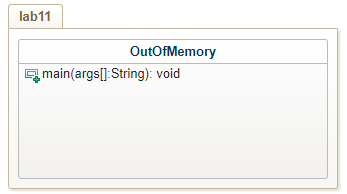 lab11
OutOfMemory
main(args[]:String): void